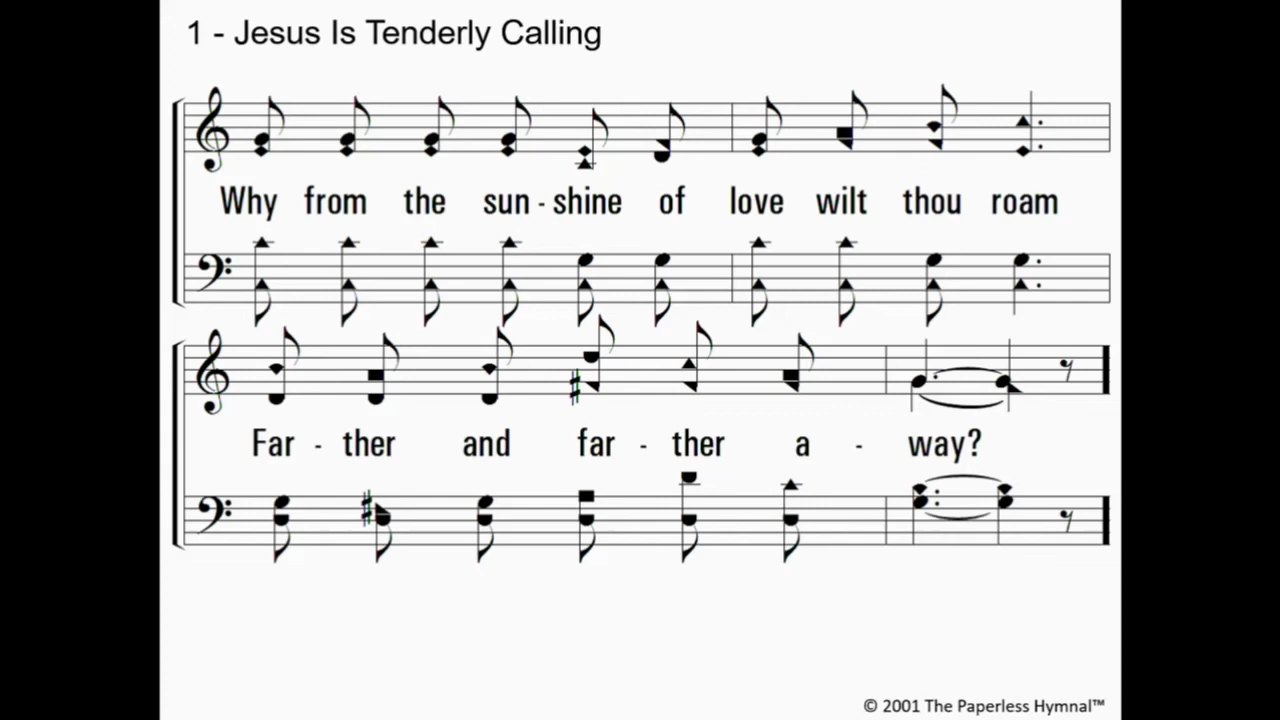 1 - Jesus Is Tenderly Calling
Why from the sun - shine of love wilt thou roam
Far - ther and far - ther a - way?
© 2001 The Paperless Hymnal™